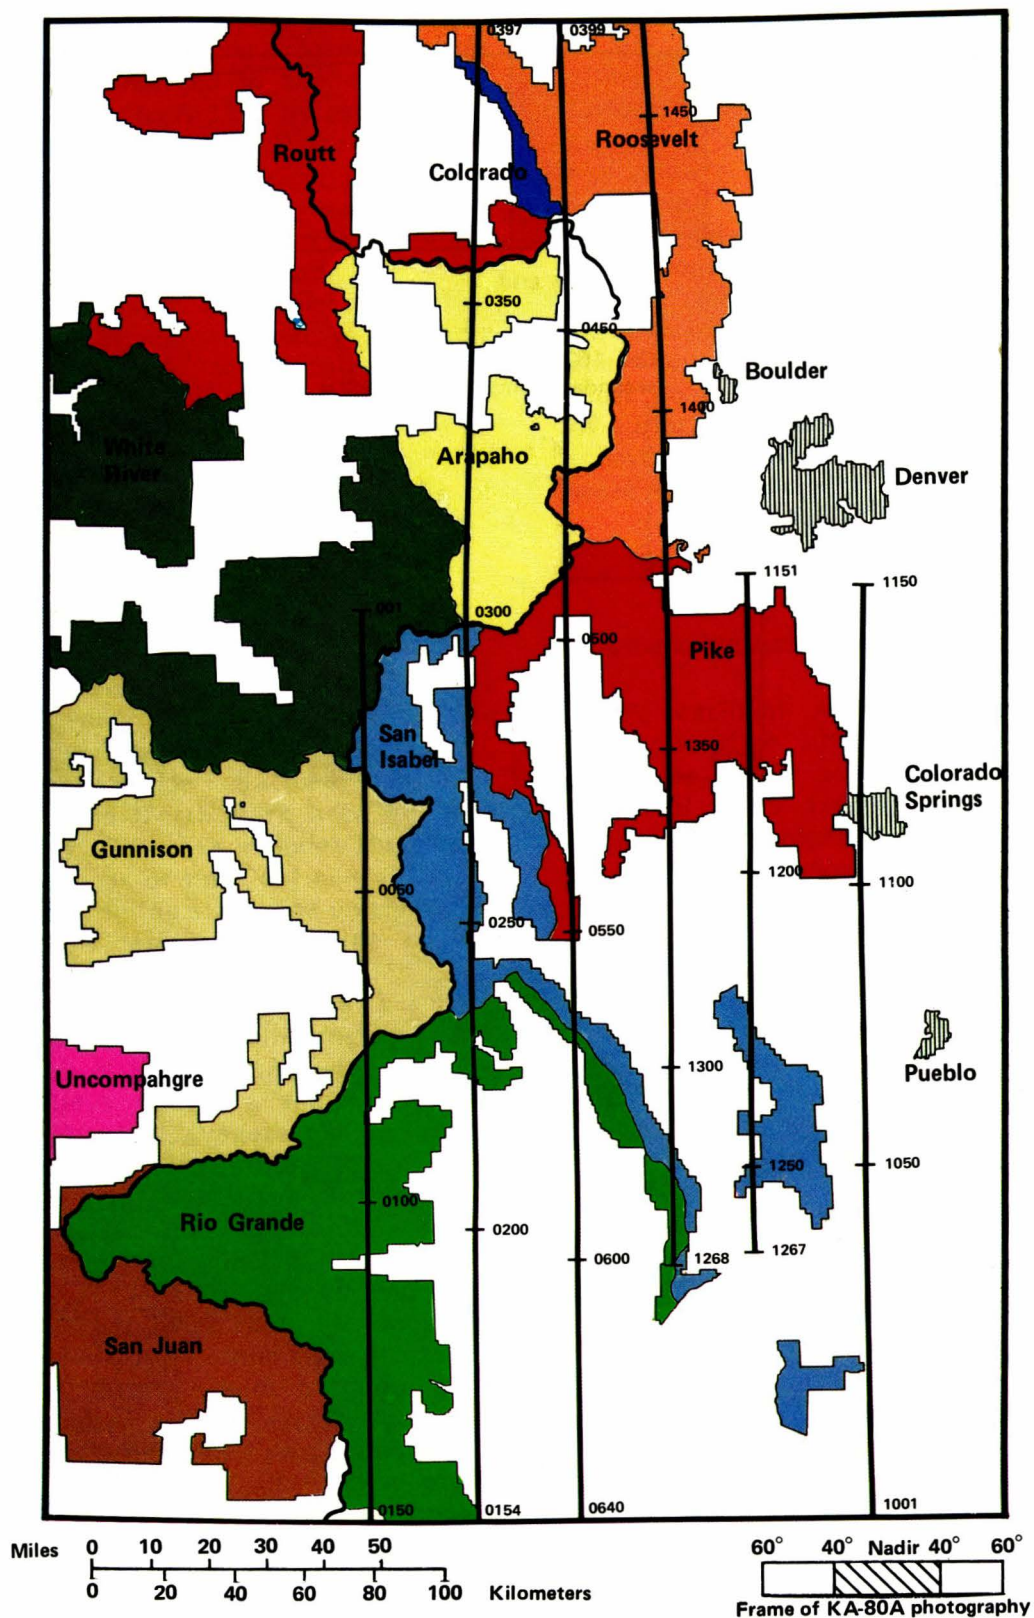 0397
0399
1450
Roosevelt
Routt
Colorado
0350
0450
Boulder
1400
White
River
Arapaho
Denver
1151
1150
001
0300
0500
Pike
San
Isabel
1350
Colorado
Springs
Gunnison
1200
0050
1100
0250
0550
1300
Pueblo
Uncompahgre
1250
1050
0100
Rio Grande
0200
0600
1268
1267
San Juan
0150
0154
0640
1001
Miles 0 10 20 30 40 50
0 20 40 60 80 100 Kilometers
60° 40° Nadir 40° 60°
Frame of KA-80A photography